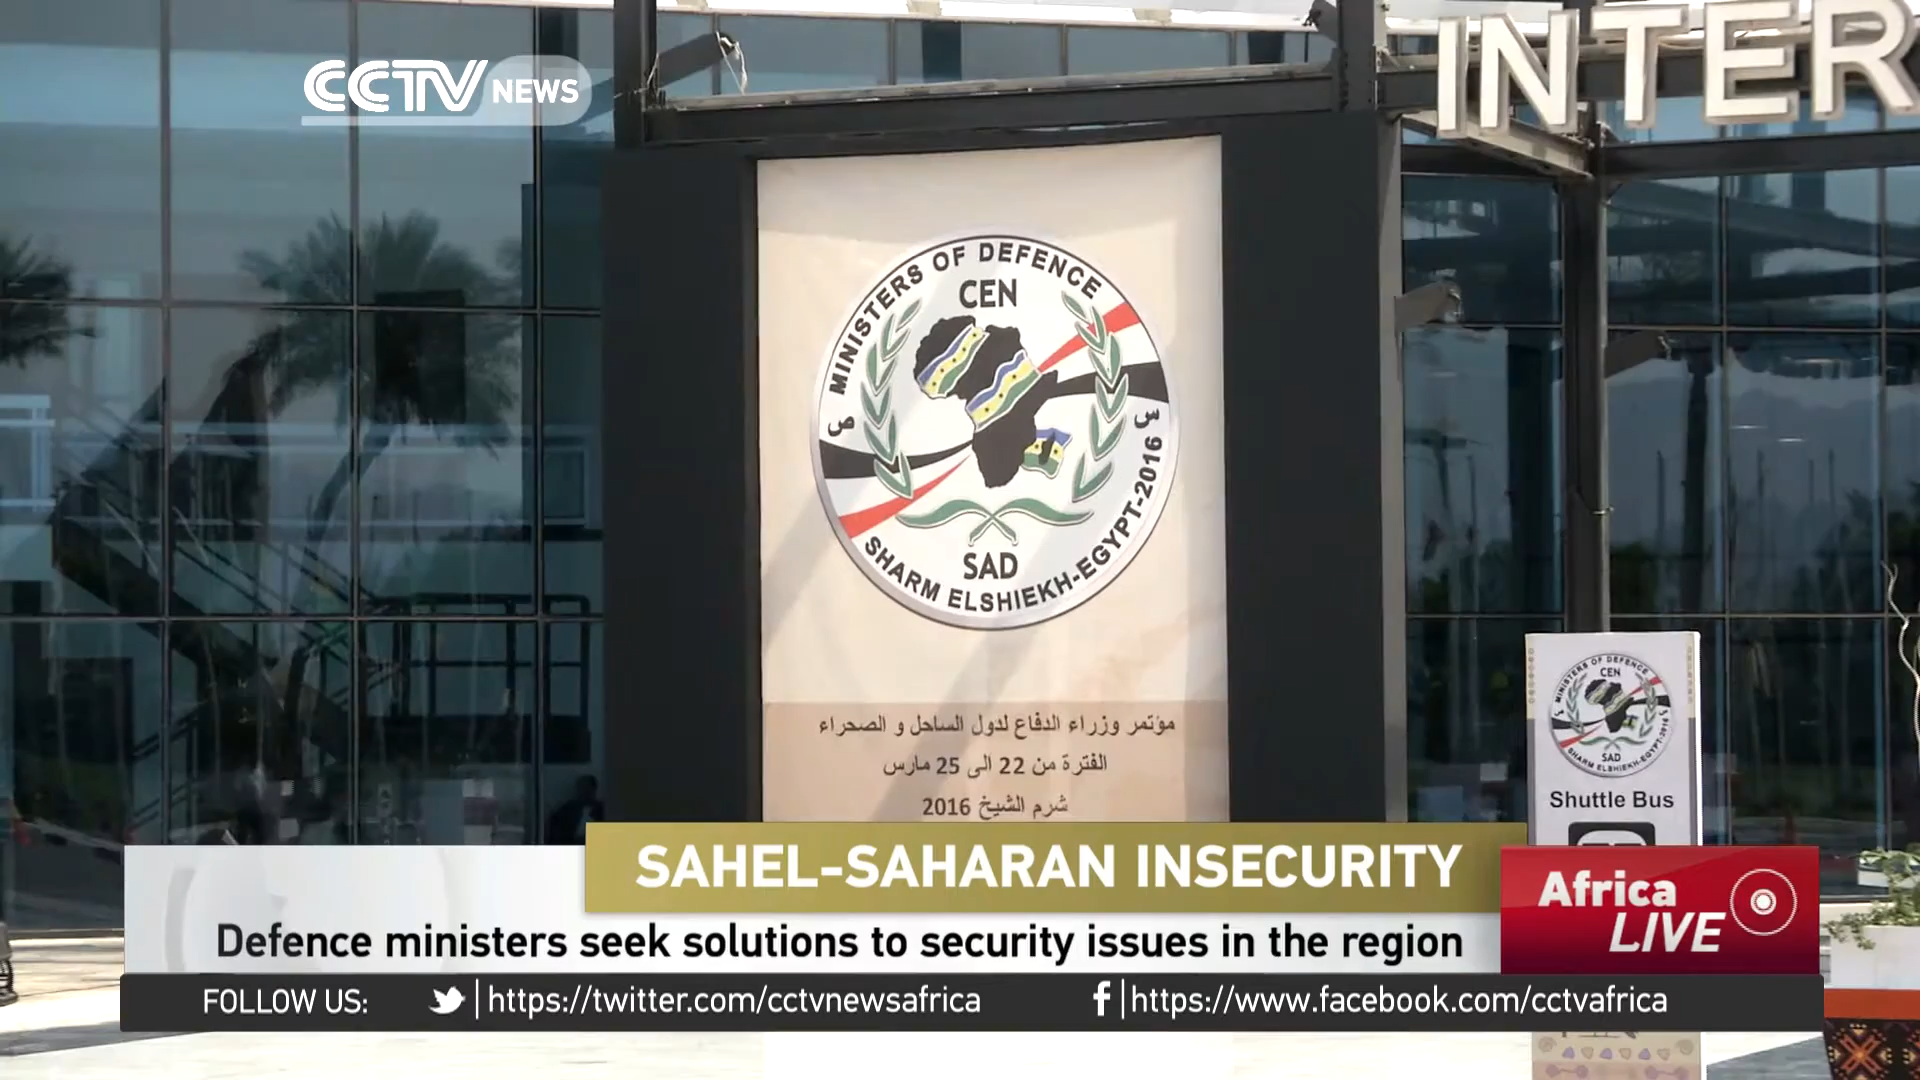 CCTV NEWS
INTER
MINISTERS OF DEFENCE
CEN
ص
س
SAD
SHARM ELSHIEKH-EGYPT-2016
مؤتمر وزراء الدفاع لدول الساحل و الصحراء
الفترة من 22 الى 25 مارس
شرم الشيخ 2016
MINISTERS OF DEFENCE
CEN
SAD
SHARM ELSHIEKH-EGYPT-2016
Shuttle Bus
SAHEL-SAHARAN INSECURITY
Defence ministers seek solutions to security issues in the region
Africa
LIVE
FOLLOW US: |https://twitter.com/cctvnewsafrica f|https://www.facebook.com/cctvafrica